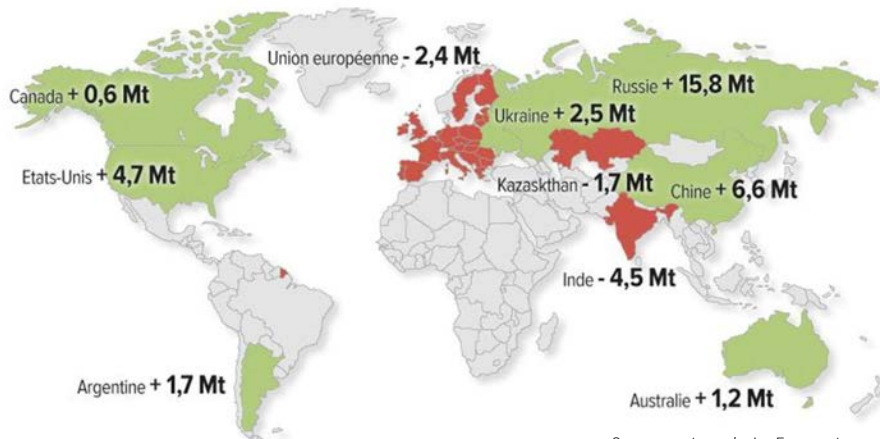 Union européenne - 2,4 Mt
Canada + 0,6 Mt
Russie + 15,8 Mt
Ukraine + 2,5 Mt
Etats-Unis + 4,7 Mt
Kazaskthan - 1,7 Mt
Chine + 6,6 Mt
Inde - 4,5 Mt
Argentine + 1,7 Mt
Australie + 1,2 Mt